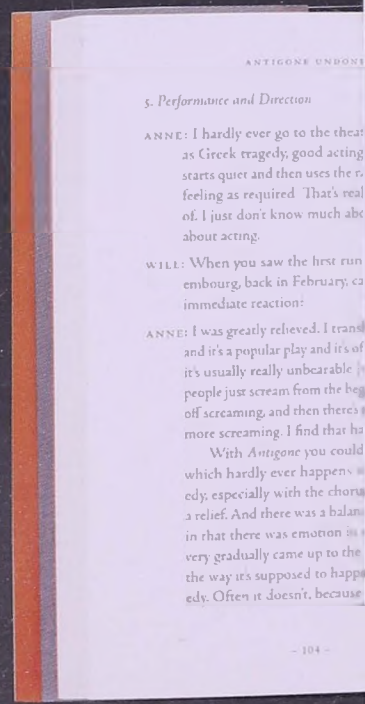 ANTIGONE UNDONE
5. Performance and Direction
ANNE: I hardly ever go to the thea
as Greek tragedy, good acting
starts quiet and then uses the r
feeling as required That's real
of. I just don't know much abo
about acting.
WILL: When you saw the first run
embourg, back in February, ca
immediate reaction?
ANNE: I was greatly relieved. I transl
and it's a popular play and it's of
it's usually really unbearable
people just scream from the beg
off screaming, and then there's
more screaming. I find that ha
With Antigone you could
which hardly ever happens
edy, especially with the choru
a relief. And there was a balan
in that there was emotion
very gradually came up to the
the way it's supposed to happe
edy. Often it doesn't, because
– 104 –